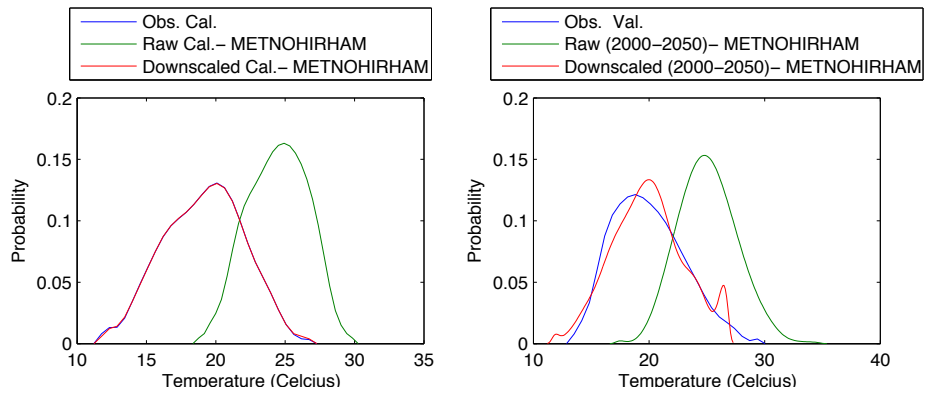 Obs. Cal.
Raw Cal.− METNOHIRHAM
Downscaled Cal.− METNOHIRHAM
0.2
0.15
0.1
0.05
0
10 15 20 25 30 35
Probability
Temperature (Celcius)
Obs. Val.
Raw (2000−2050)− METNOHIRHAM
Downscaled (2000−2050)− METNOHIRHAM
0.2
0.15
0.1
0.05
0
10 20 30 40
Probability
Temperature (Celcius)